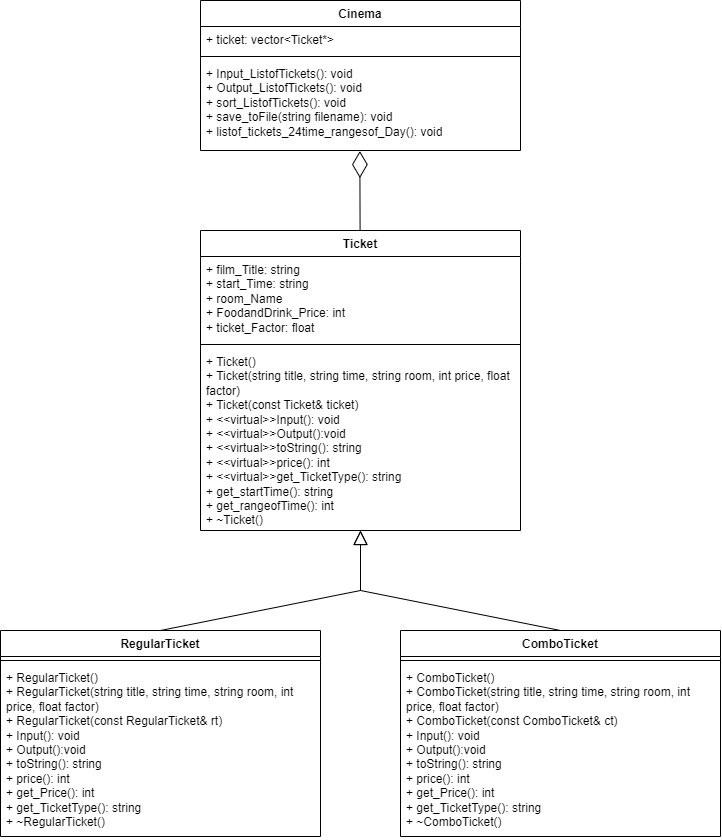 Cinema
+ ticket: vector<Ticket*>
+ Input_ListofTickets(): void
+ Output_ListofTickets(): void
+ sort_ListofTickets(): void
+ save_toFile(string filename): void
+ listof_tickets_24time_rangesof_Day(): void
Ticket
+ film_Title: string
+ start_Time: string
+ room_Name
+ FoodandDrink_Price: int
+ ticket_Factor: float
+ Ticket()
+ Ticket(string title, string time, string room, int price, float
factor)
+ Ticket(const Ticket& ticket)
+ <<virtual>>Input(): void
+ <<virtual>>Output():void
+ <<virtual>>toString(): string
+ <<virtual>>price(): int
+ <<virtual>>get_TicketType(): string
+ get_startTime(): string
+ get_rangeofTime(): int
+ ~Ticket()
RegularTicket
+ RegularTicket()
+ RegularTicket(string title, string time, string room, int
price, float factor)
+ RegularTicket(const RegularTicket& rt)
+ Input(): void
+ Output():void
+ toString(): string
+ price(): int
+ get_Price(): int
+ get_TicketType(): string
+ ~RegularTicket()
ComboTicket
+ ComboTicket()
+ ComboTicket(string title, string time, string room, int
price, float factor)
+ ComboTicket(const ComboTicket& ct)
+ Input(): void
+ Output():void
+ toString(): string
+ price(): int
+ get_Price(): int
+ get_TicketType(): string
+ ~ComboTicket()